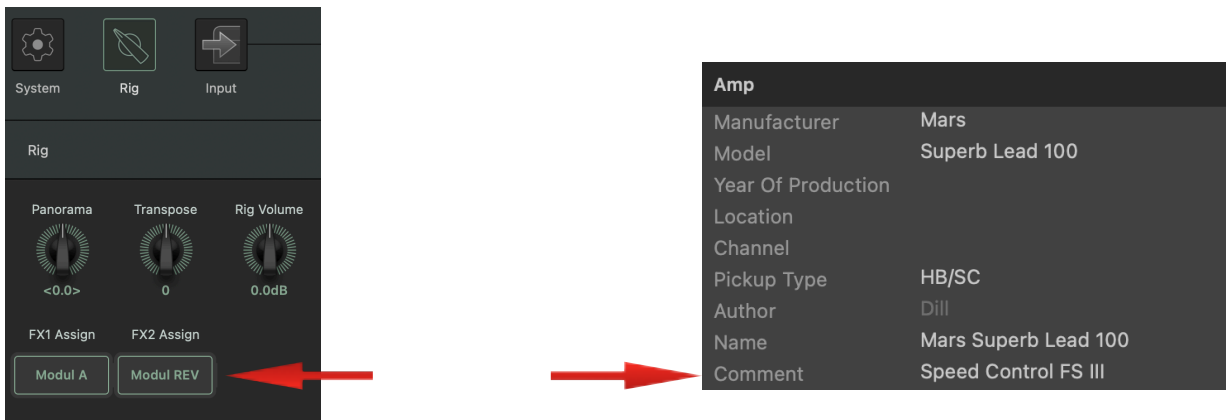 System Rig Input
Rig
Panorama Transpose Rig Volume
<0.0> 0 0.0dB
FX1 Assign FX2 Assign
Modul A Modul REV
Amp
Manufacturer Mars
Model Superb Lead 100
Year Of Production
Location
Channel
Pickup Type HB/SC
Author Dill
Name Mars Superb Lead 100
Comment Speed Control FS III